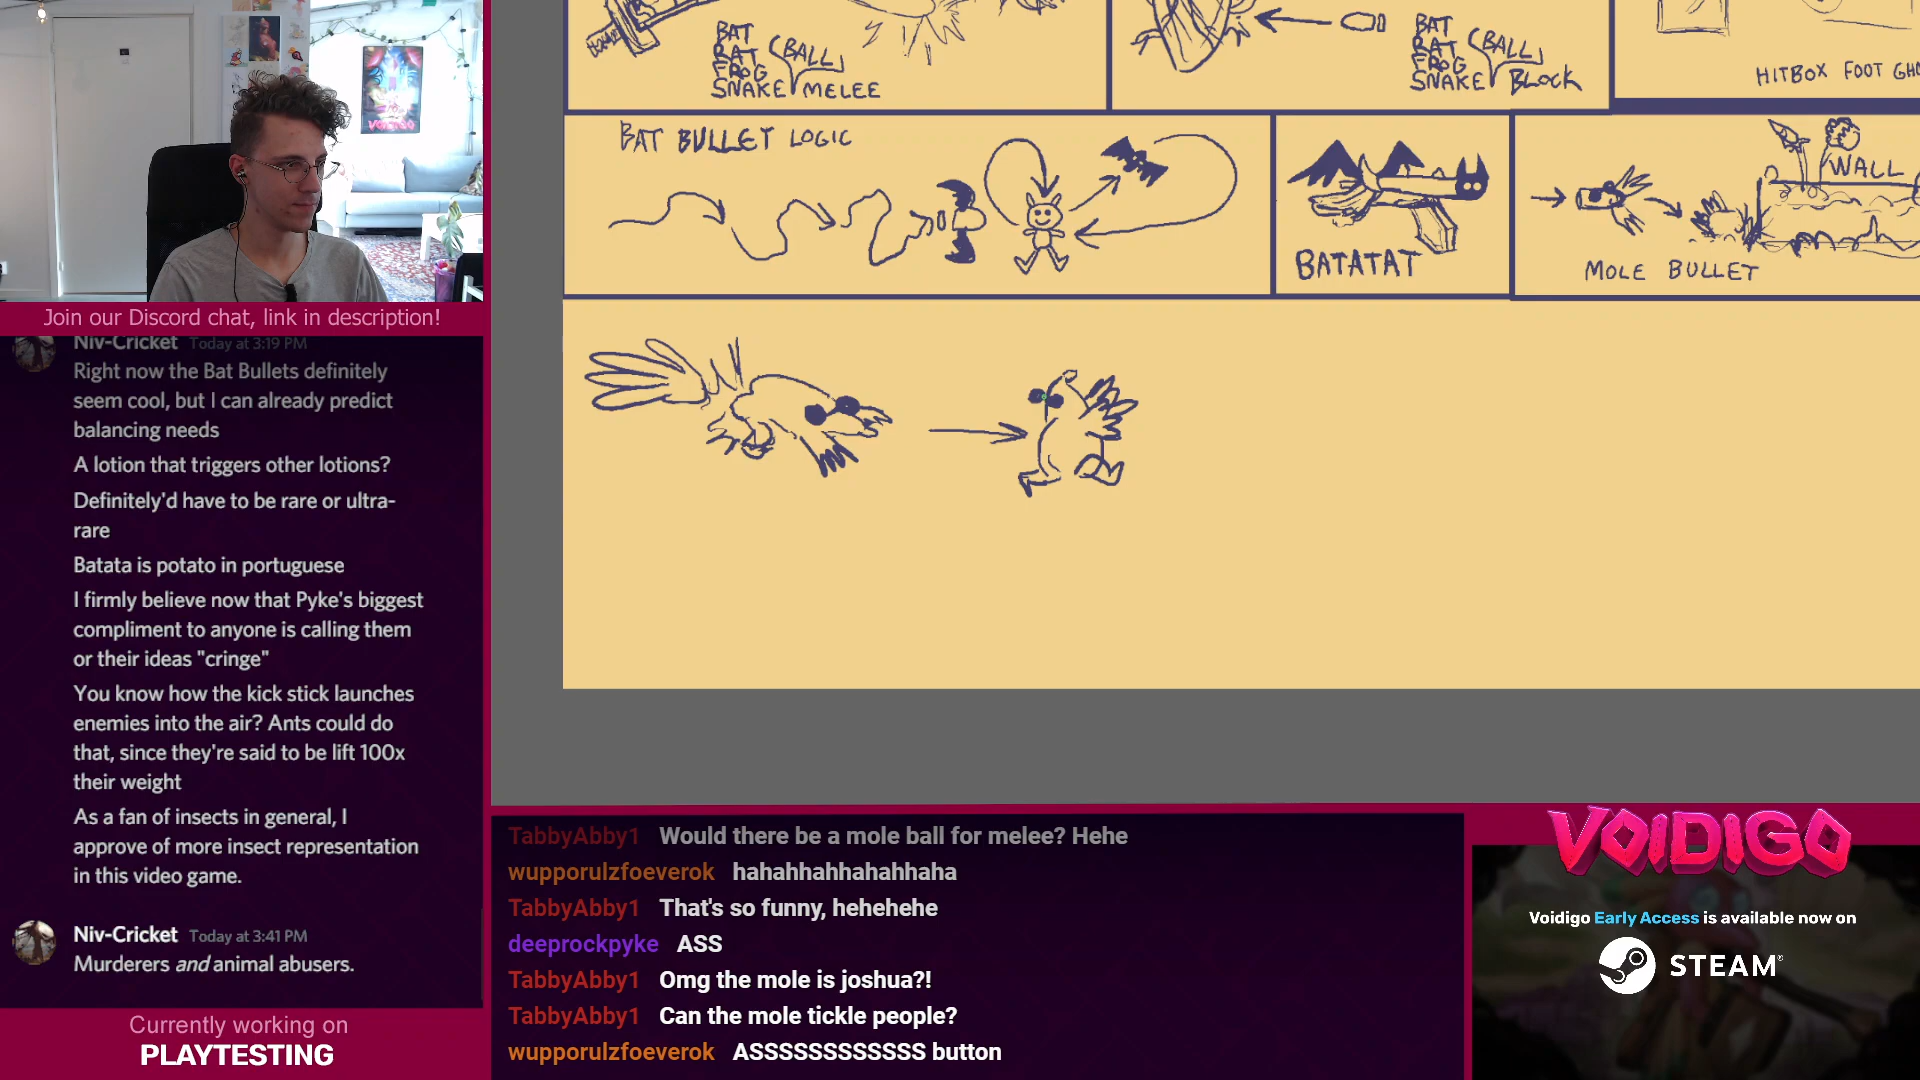 BAT
RAT
FROG
SNAKE
(BALL)
MELEE
BAT
RAT
FROG
SNAKE
(BALL)
BLOCK
HITBOX FOOT GHO
BAT BULLET LOGIC
BATATAT
WALL
MOLE BULLET
VOIDIGO
Join our Discord chat, link in description!
Niv-Cricket Today at 3:19 PM
Right now the Bat Bullets definitely
seem cool, but I can already predict
balancing needs
A lotion that triggers other lotions?
Definitely'd have to be rare or ultra-
rare
Batata is potato in portuguese
I firmly believe now that Pyke's biggest
compliment to anyone is calling them
or their ideas "cringe"
You know how the kick stick launches
enemies into the air? Ants could do
that, since they're said to be lift 100x
their weight
As a fan of insects in general, I
approve of more insect representation
in this video game.
Niv-Cricket Today at 3:41 PM
Murderers and animal abusers.
Currently working on
PLAYTESTING
TabbyAbby1 Would there be a mole ball for melee? Hehe
wupporulzfoeverok hahahhahhahahhaha
TabbyAbby1 That's so funny, hehehehe
deeprockpyke ASS
TabbyAbby1 Omg the mole is joshua?!
TabbyAbby1 Can the mole tickle people?
wupporulzfoeverok ASSSSSSSSSSSS button
VOIDIGO
Voidigo Early Access is available now on
STEAM®